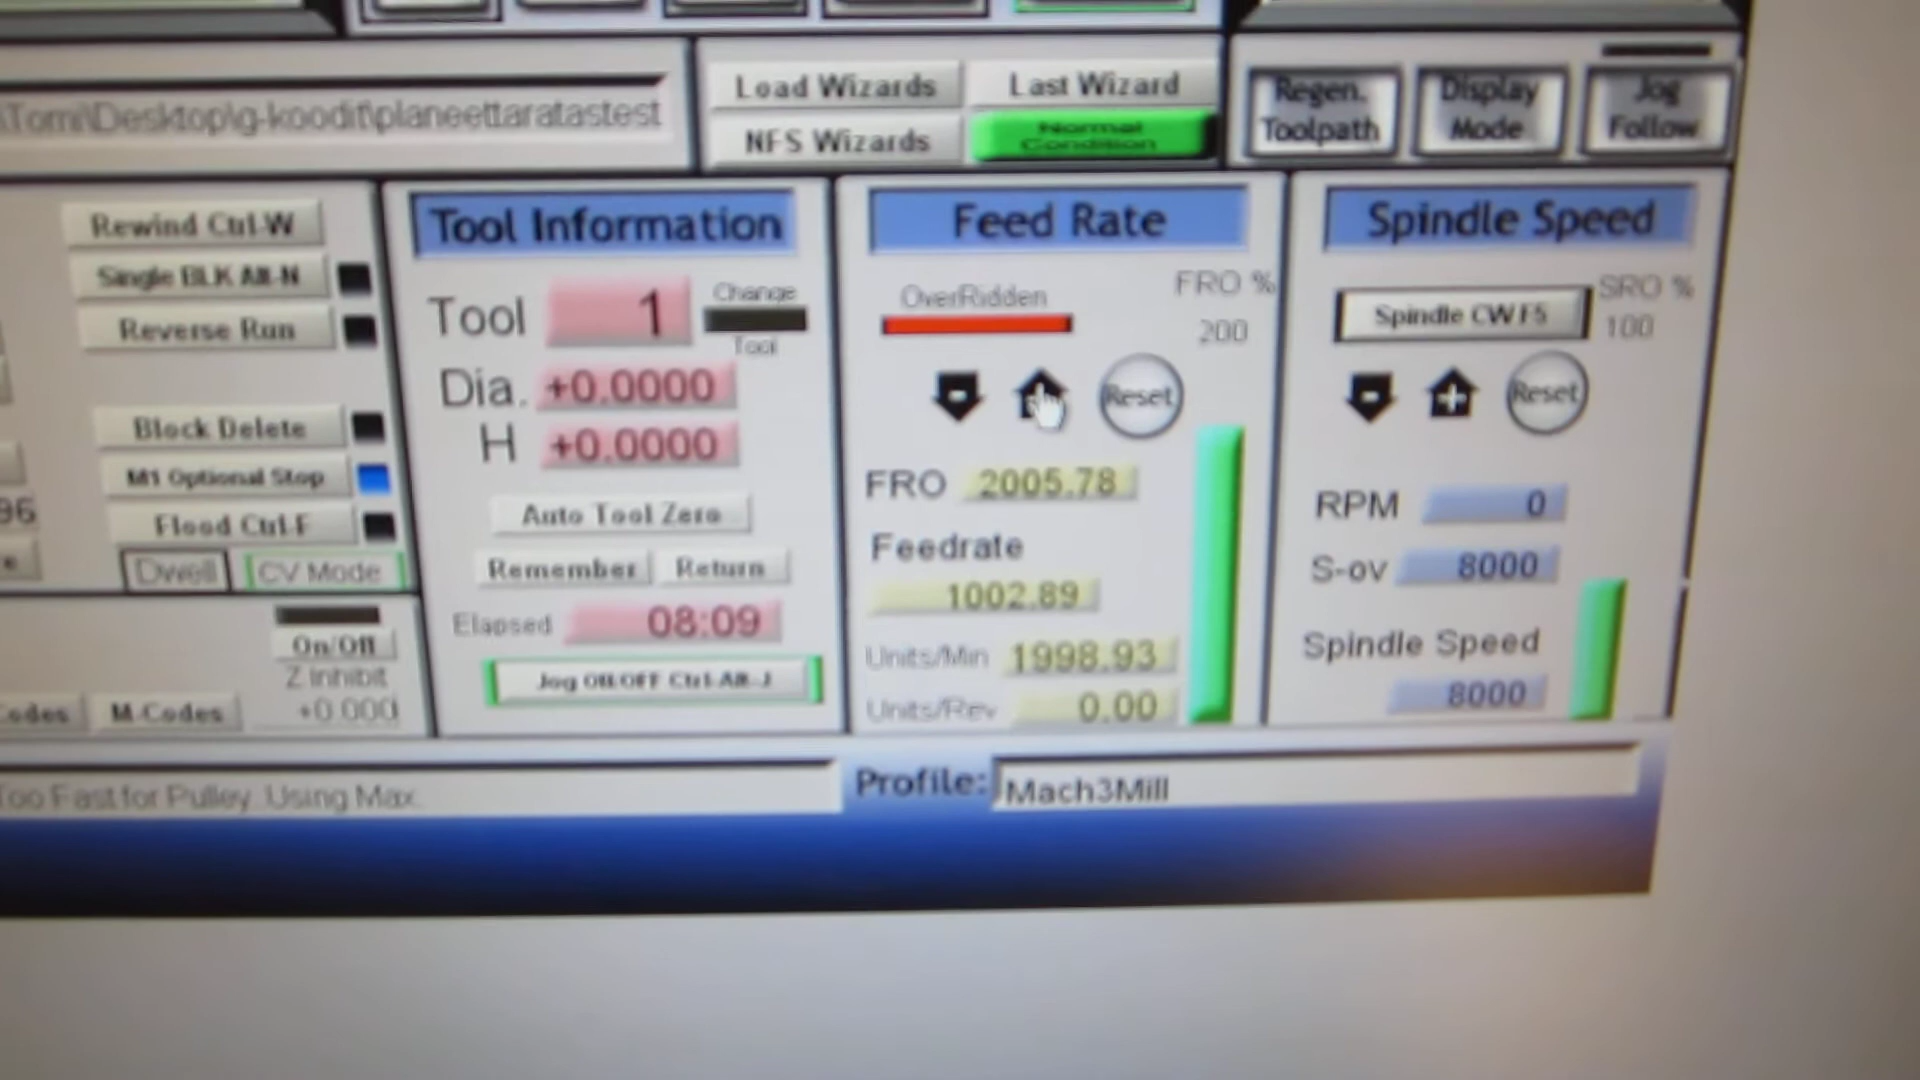 Load Wizards
Last Wizard
NFS Wizards
Normal
Condition
Regen.
Toolpath
Display
Mode
Jog
Follow
\Tomi\Desktop\g-koodit\planeettaratastest
Rewind Ctrl-W
Single BLK Alt-N
Reverse Run
Block Delete
M1 Optional Stop
Flood Ctrl-F
Dwell
CV Mode
On/Off
Z Inhibit
+0.000
M-Codes
Tool Information
Tool 1
Change
Tool
Dia. +0.0000
H +0.0000
Auto Tool Zero
Remember
Return
Elapsed 08:09
Jog ON/OFF Ctrl-Alt-J
Feed Rate
OverRidden
FRO %
200
-
Reset
FRO 2005.78
Feedrate
1002.89
Units/Min 1998.93
Units/Rev 0.00
Spindle Speed
Spindle CW F5
SRO %
100
-
+
Reset
RPM 0
S-ov 8000
Spindle Speed
8000
Too Fast for Pulley. Using Max.
Profile: Mach3Mill